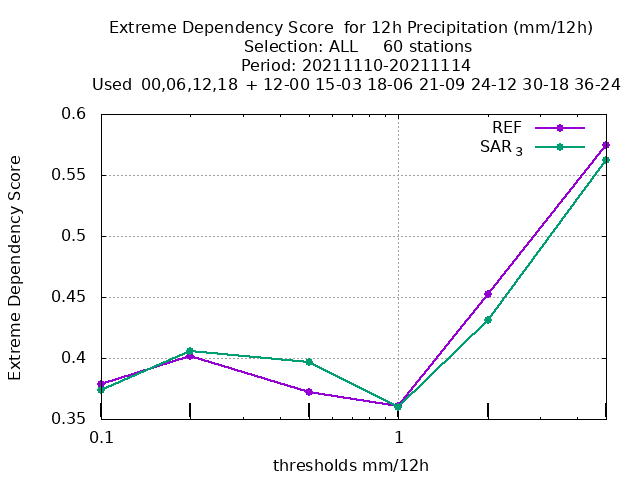 Extreme Dependency Score  for 12h Precipitation (mm/12h)
Selection: ALL     60 stations
Period: 20211110-20211114
Used  00,06,12,18  + 12-00 15-03 18-06 21-09 24-12 30-18 36-24
REF
SAR 3
0.6
0.55
0.5
0.45
0.4
0.35
Extreme Dependency Score
0.1
1
thresholds mm/12h